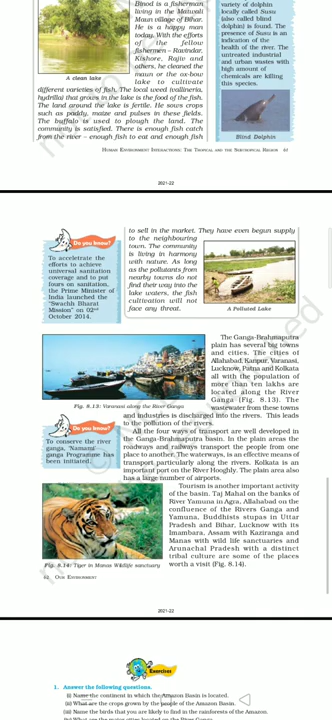 Binod is a fisherman
living in the Matwali
Maun village of Bihar.
He is a happy man
today. With the efforts
of the fellow
fishermen – Ravindar,
Kishore, Rajiv and
others, he cleaned the
maun or the ox-bow
lake to cultivate
different varieties of fish. The local weed (vallineria,
hydrilla) that grows in the lake is the food of the fish.
The land around the lake is fertile. He sows crops
such as paddy, maize and pulses in these fields.
The buffalo is used to plough the land. The
community is satisfied. There is enough fish catch
from the river – enough fish to eat and enough fish
A clean lake
variety of dolphin
locally called Susu
(also called blind
dolphin) is found. The
presence of Susu is an
indication of the
health of the river. The
untreated industrial
and urban wastes with
high amount of
chemicals are killing
this species.
Blind Dolphin
HUMAN ENVIRONMENT INTERACTIONS: THE TROPICAL AND THE SUBTROPICAL REGION 61
2021-22
to sell in the market. They have even begun supply
to the neighbouring
town. The community
is living in harmony
with nature. As long
as the pollutants from
nearby towns do not
find their way into the
lake waters, the fish
cultivation will not
face any threat.
A Polluted Lake
Do you know?
To accelerate the
efforts to achieve
universal sanitation
coverage and to put
focus on sanitation,
the Prime Minister of
India launched the
“Swachh Bharat
Mission” on 02nd
October 2014.
The Ganga-Brahmaputra
plain has several big towns
and cities. The cities of
Allahabad, Kanpur, Varanasi,
Lucknow, Patna and Kolkata
all with the population of
more than ten lakhs are
located along the River
Ganga (Fig. 8.13). The
wastewater from these towns
and industries is discharged into the rivers. This leads
to the pollution of the rivers.
Fig. 8.13: Varanasi along the River Ganga
Do you know?
To conserve the river
ganga, 'Namami
gange Programme has
been initiated.
All the four ways of transport are well developed in
the Ganga-Brahmaputra basin. In the plain areas the
roadways and railways transport the people from one
place to another. The waterways, is an effective means of
transport particularly along the rivers. Kolkata is an
important port on the River Hooghly. The plain area also
has a large number of airports.
Tourism is another important activity
of the basin. Taj Mahal on the banks of
River Yamuna in Agra, Allahabad on the
confluence of the Rivers Ganga and
Yamuna, Buddhists stupas in Uttar
Pradesh and Bihar, Lucknow with its
Imambara, Assam with Kaziranga and
Manas with wild life sanctuaries and
Arunachal Pradesh with a distinct
tribal culture are some of the places
worth a visit (Fig. 8.14).
Fig. 8.14: Tiger in Manas Wildlife sanctuary
62 OUR ENVIRONMENT
2021-22
Exercises
1. Answer the following questions.
(i) Name the continent in which the Amazon Basin is located.
(ii) What are the crops grown by the people of the Amazon Basin.
(iii) Name the birds that you are likely to find in the rainforests of the Amazon.